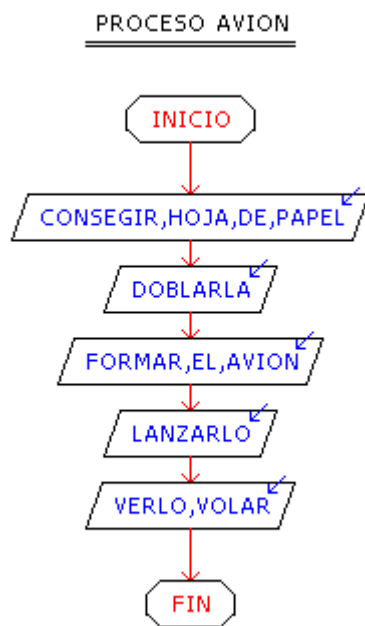 PROCESO AVION
INICIO
CONSEGIR,HOJA,DE,PAPEL
DOBLARLA
FORMAR,EL,AVION
LANZARLO
VERLO,VOLAR
FIN